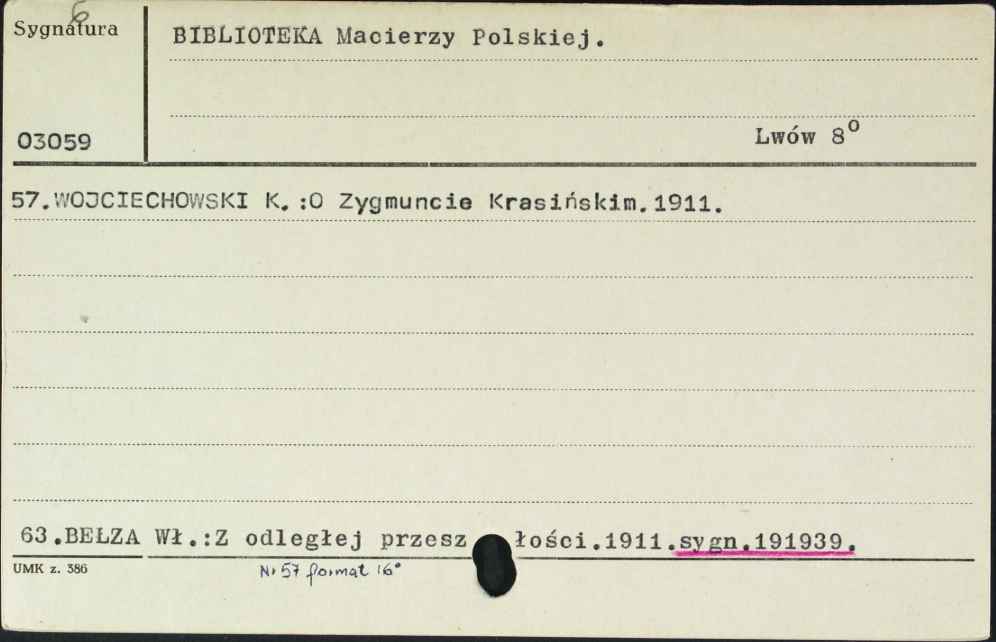 6
Sygnatura
BIBLIOTEKA Macierzy Polskiej.
03059
Lwów 8⁰
57.WOJCIECHOWSKI K.:O Zygmuncie Krasińskim.1911.
63.BEŁZA Wł.:Z odległej przesz łości.1911.sygn.191939.
UMK z. 386
Nr 57 format 16°